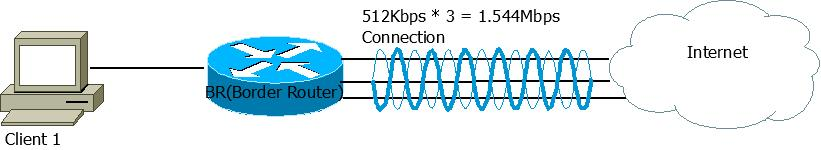 512Kbps * 3 = 1.544Mbps
Connection
Internet
BR(Border Router)
Client 1